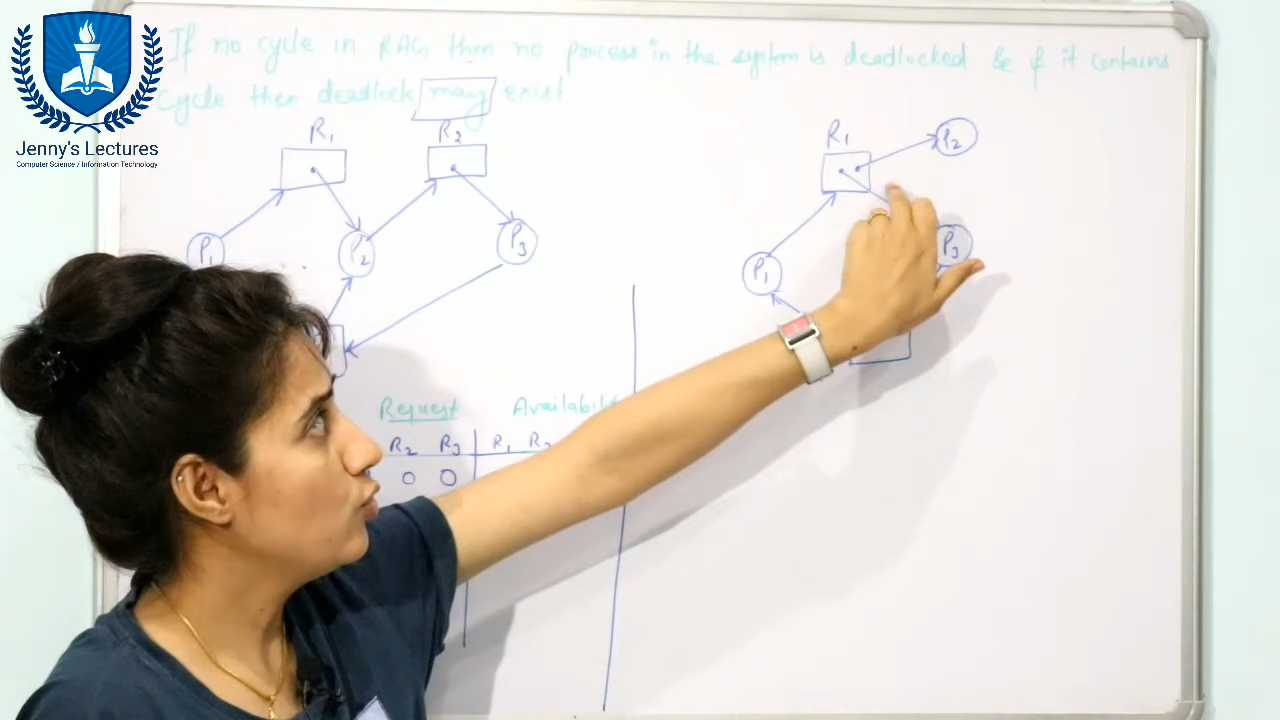 If no cycle in RAG then no process in the system is deadlocked & if it contains
cycle then deadlock may exist
Jenny's Lectures
Computer Science / Information Technology
R1 R2
P1 P2 P3
R1 P2
P1 P3
Request
R2 R3 R1
0 0